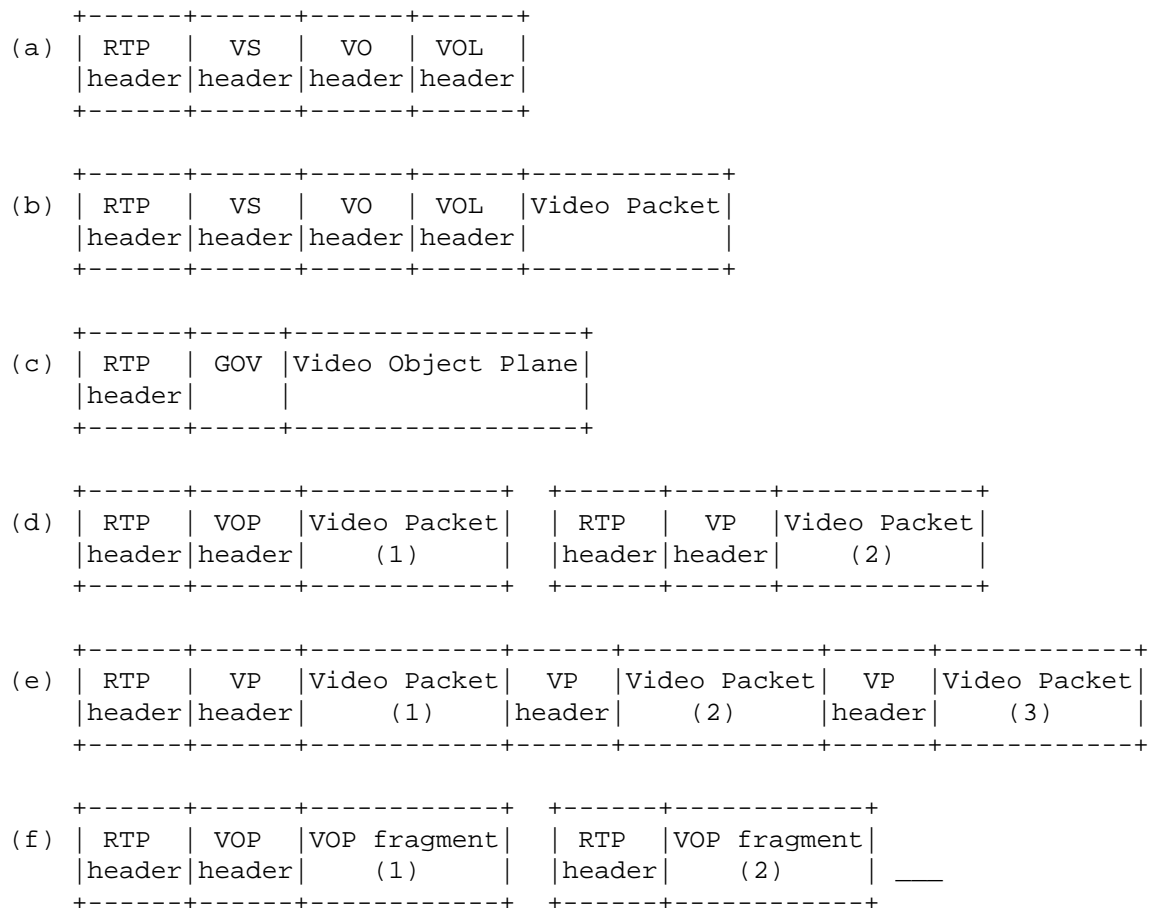 +------+------+------+------+
(a) | RTP  |  VS  |  VO  | VOL  |
    |header|header|header|header|
    +------+------+------+------+

    +------+------+------+------+------------+
(b) | RTP  |  VS  |  VO  | VOL  |Video Packet|
    |header|header|header|header|            |
    +------+------+------+------+------------+

    +------+-----+------------------+
(c) | RTP  | GOV |Video Object Plane|
    |header|     |                  |
    +------+-----+------------------+

    +------+------+------------+  +------+------+------------+
(d) | RTP  | VOP  |Video Packet|  | RTP  |  VP  |Video Packet|
    |header|header|    (1)     |  |header|header|    (2)     |
    +------+------+------------+  +------+------+------------+

    +------+------+------------+------+------------+------+------------+
(e) | RTP  |  VP  |Video Packet|  VP  |Video Packet|  VP  |Video Packet|
    |header|header|     (1)    |header|    (2)     |header|    (3)     |
    +------+------+------------+------+------------+------+------------+

    +------+------+------------+  +------+------------+
(f) | RTP  | VOP  |VOP fragment|  | RTP  |VOP fragment|
    |header|header|    (1)     |  |header|    (2)     | ___
    +------+------+------------+  +------+------------+